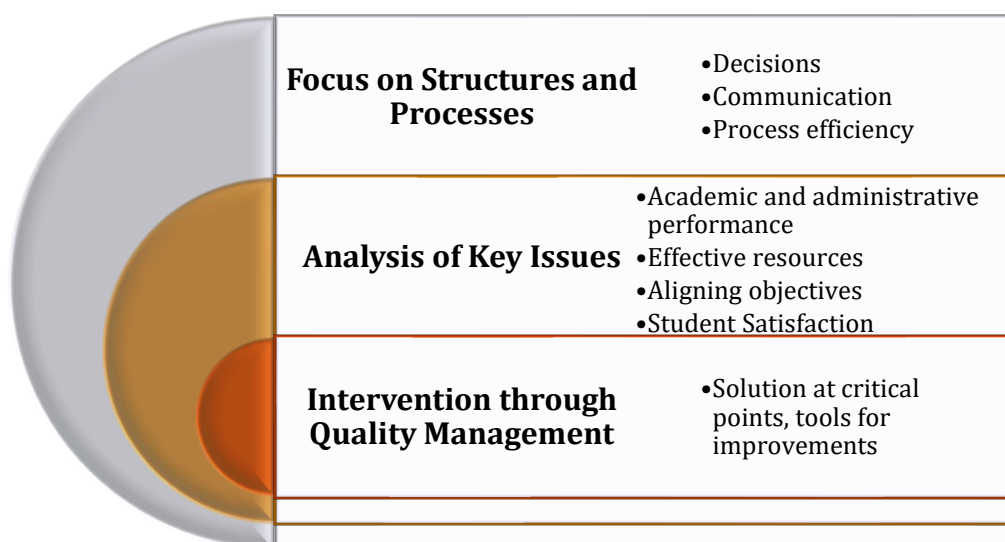 Focus on Structures and
Processes
•Decisions
•Communication
•Process efficiency
Analysis of Key Issues
•Academic and administrative
performance
•Effective resources
•Aligning objectives
•Student Satisfaction
Intervention through
Quality Management
•Solution at critical
points, tools for
improvements